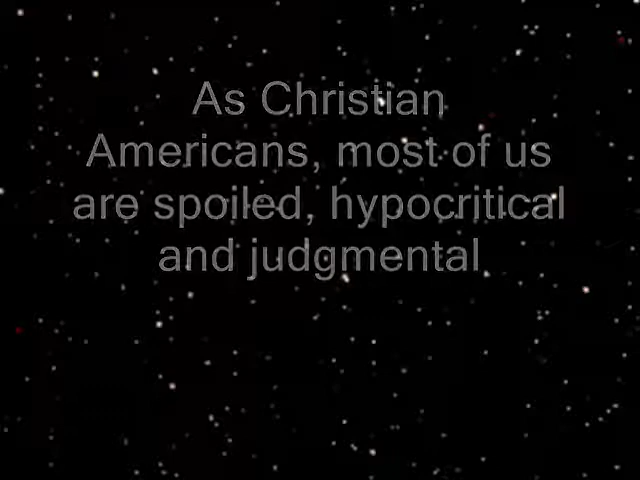 As Christian
Americans, most of us
are spoiled, hypocritical
and judgmental